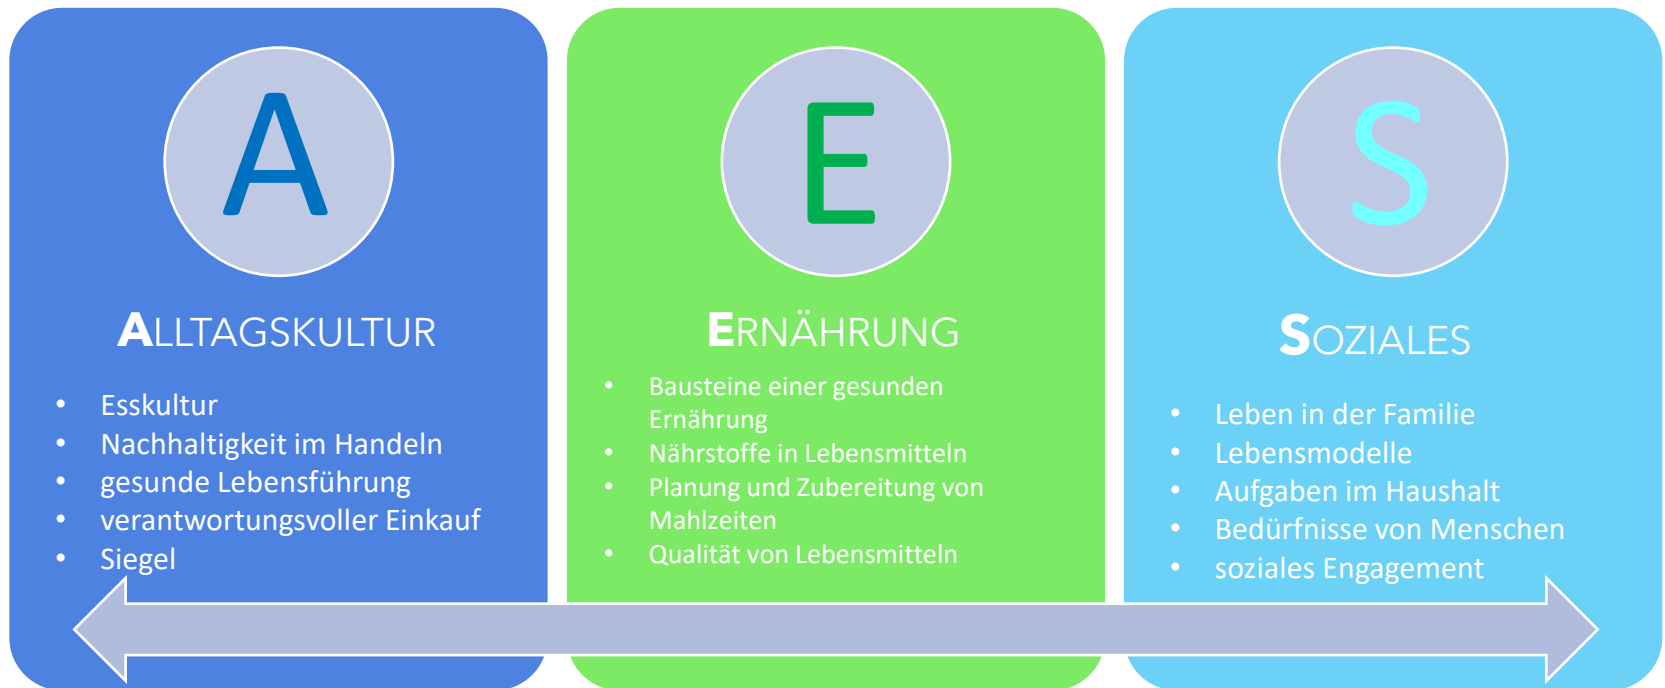 A
ALLTAGSKULTUR
• Esskultur
• Nachhaltigkeit im Handeln
• gesunde Lebensführung
• verantwortungsvoller Einkauf
• Siegel
E
ERNÄHRUNG
• Bausteine einer gesunden
Ernährung
• Nährstoffe in Lebensmitteln
• Planung und Zubereitung von
Mahlzeiten
• Qualität von Lebensmitteln
S
SOZIALES
• Leben in der Familie
• Lebensmodelle
• Aufgaben im Haushalt
• Bedürfnisse von Menschen
• soziales Engagement